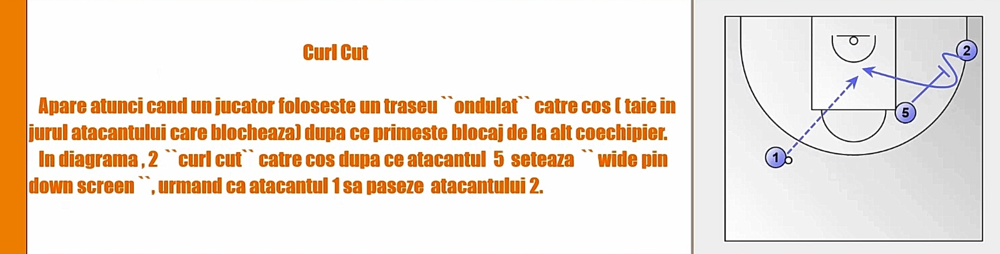 Curl Cut
Apare atunci cand un jucator foloseste un traseu ``ondulat`` catre cos ( taie in
jurul atacantului care blocheaza) dupa ce primeste blocaj de la alt coechipier.
In diagrama , 2 ``curl cut`` catre cos dupa ce atacantul 5 seteaza `` wide pin
down screen ``, urmand ca atacantul 1 sa paseze atacantului 2.
2
5
1